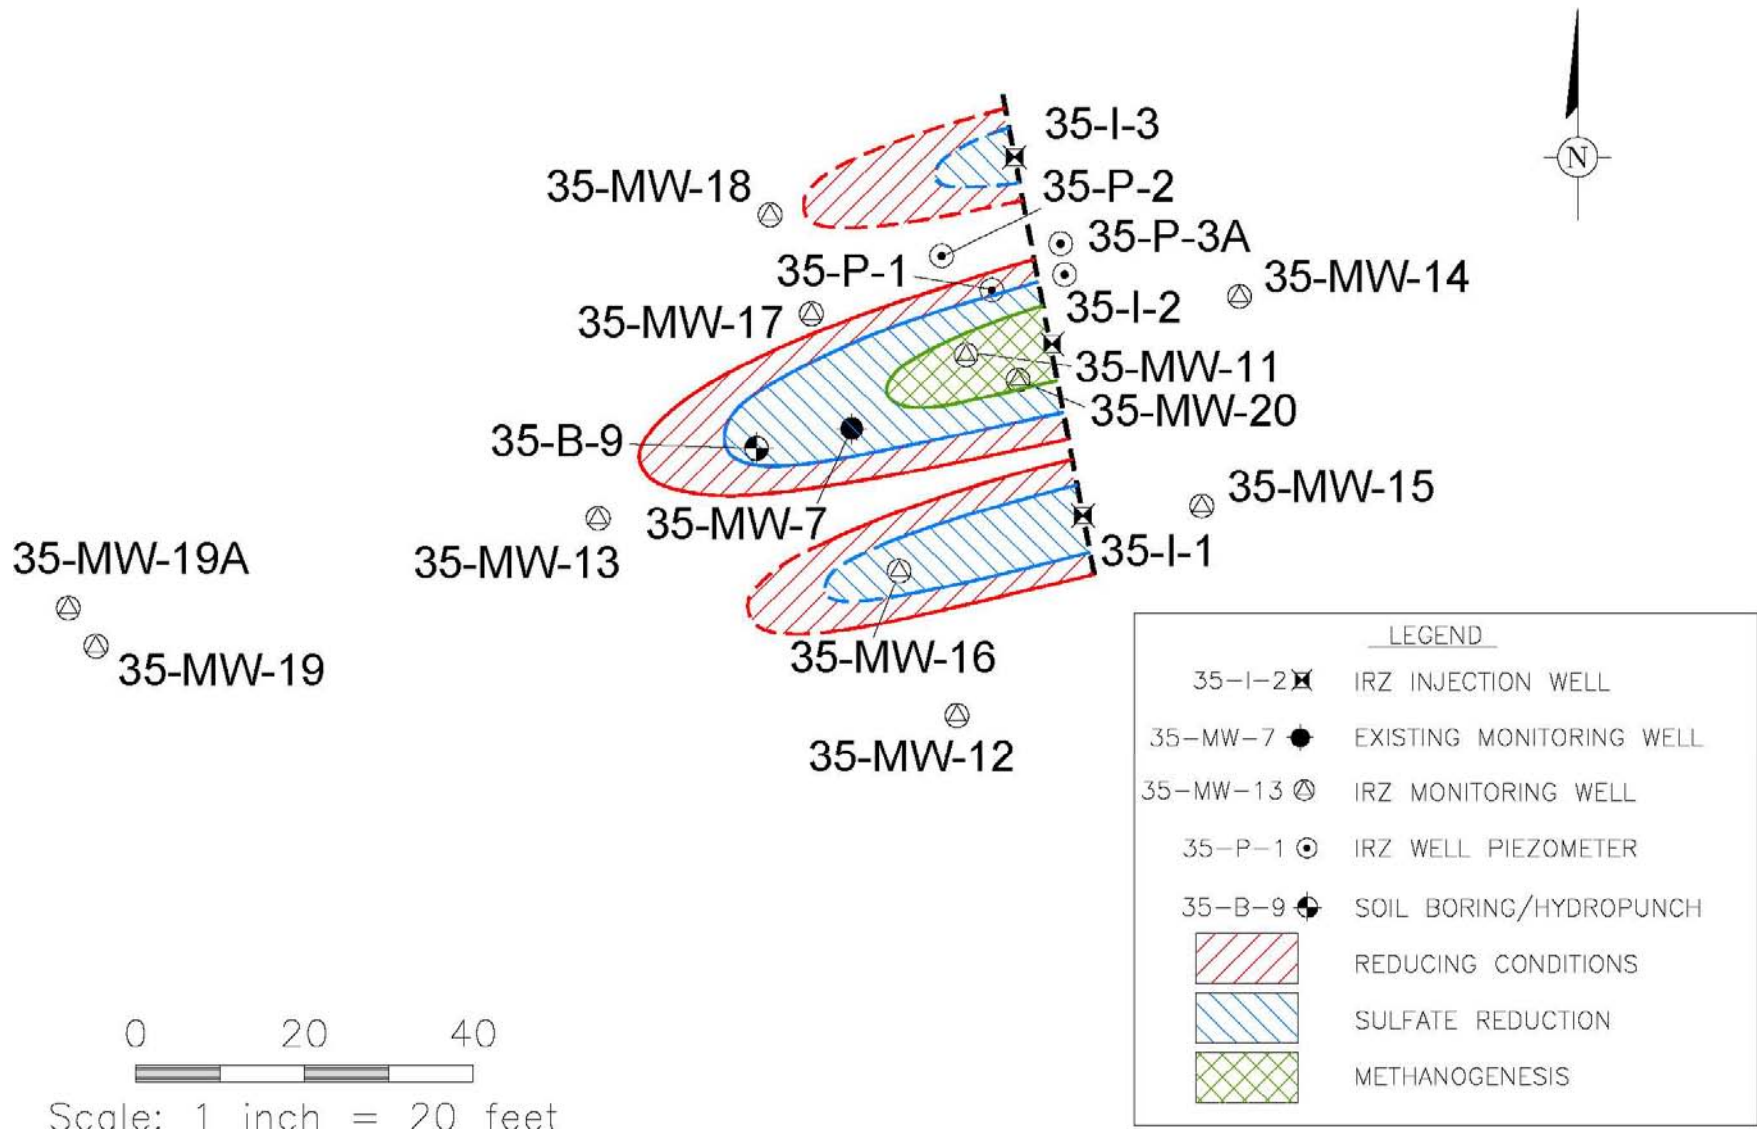 N
35-I-3
35-MW-18
35-P-2
35-P-3A
35-P-1
35-MW-14
35-I-2
35-MW-17
35-MW-11
35-MW-20
35-B-9
35-MW-15
35-MW-7
35-I-1
35-MW-19A
35-MW-13
35-MW-19
35-MW-16
35-MW-12
LEGEND
35-I-2 IRZ INJECTION WELL
35-MW-7 EXISTING MONITORING WELL
35-MW-13 IRZ MONITORING WELL
35-P-1 IRZ WELL PIEZOMETER
35-B-9 SOIL BORING/HYDROPUNCH
REDUCING CONDITIONS
SULFATE REDUCTION
METHANOGENESIS
0 20 40
Scale: 1 inch = 20 feet